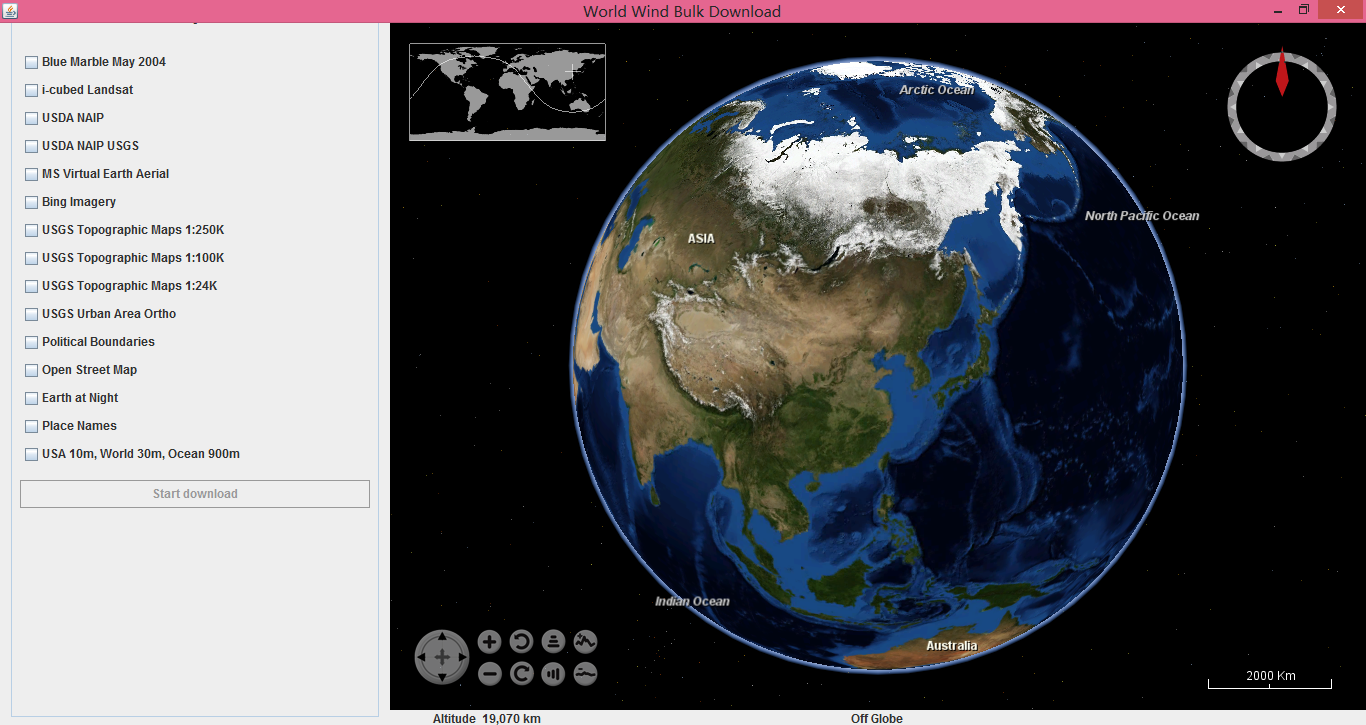 World Wind Bulk Download
Blue Marble May 2004
i-cubed Landsat
USDA NAIP
USDA NAIP USGS
MS Virtual Earth Aerial
Bing Imagery
USGS Topographic Maps 1:250K
USGS Topographic Maps 1:100K
USGS Topographic Maps 1:24K
USGS Urban Area Ortho
Political Boundaries
Open Street Map
Earth at Night
Place Names
USA 10m, World 30m, Ocean 900m
Start download
Arctic Ocean
North Pacific Ocean
ASIA
Indian Ocean
Australia
2000 Km
Altitude 19,070 km
Off Globe